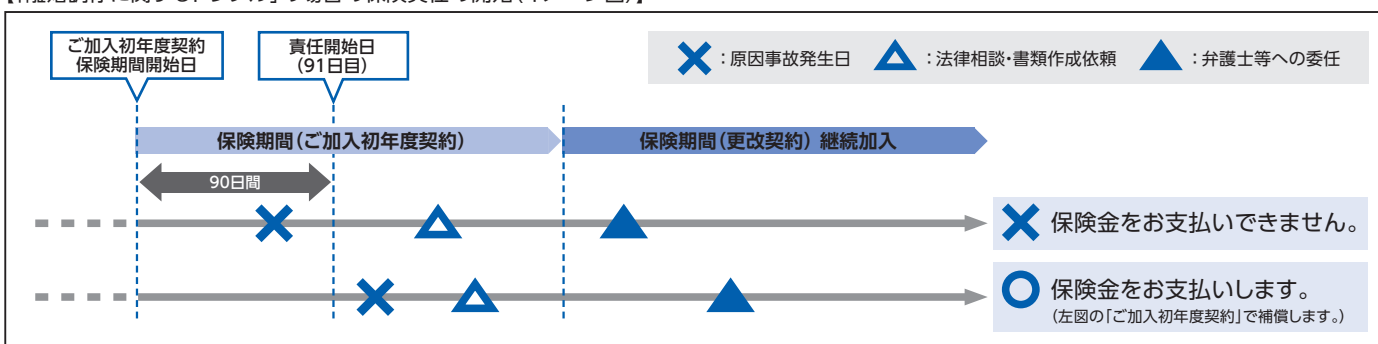 ご加入初年度契約
保険期間開始日
責任開始日
(91日目)
:原因事故発生日
:法律相談・書類作成依頼
:弁護士等への委任
保険期間(ご加入初年度契約)
保険期間(更改契約) 継続加入
90日間
保険金をお支払いできません。
保険金をお支払いします。
(左図の「ご加入初年度契約」で補償します。)